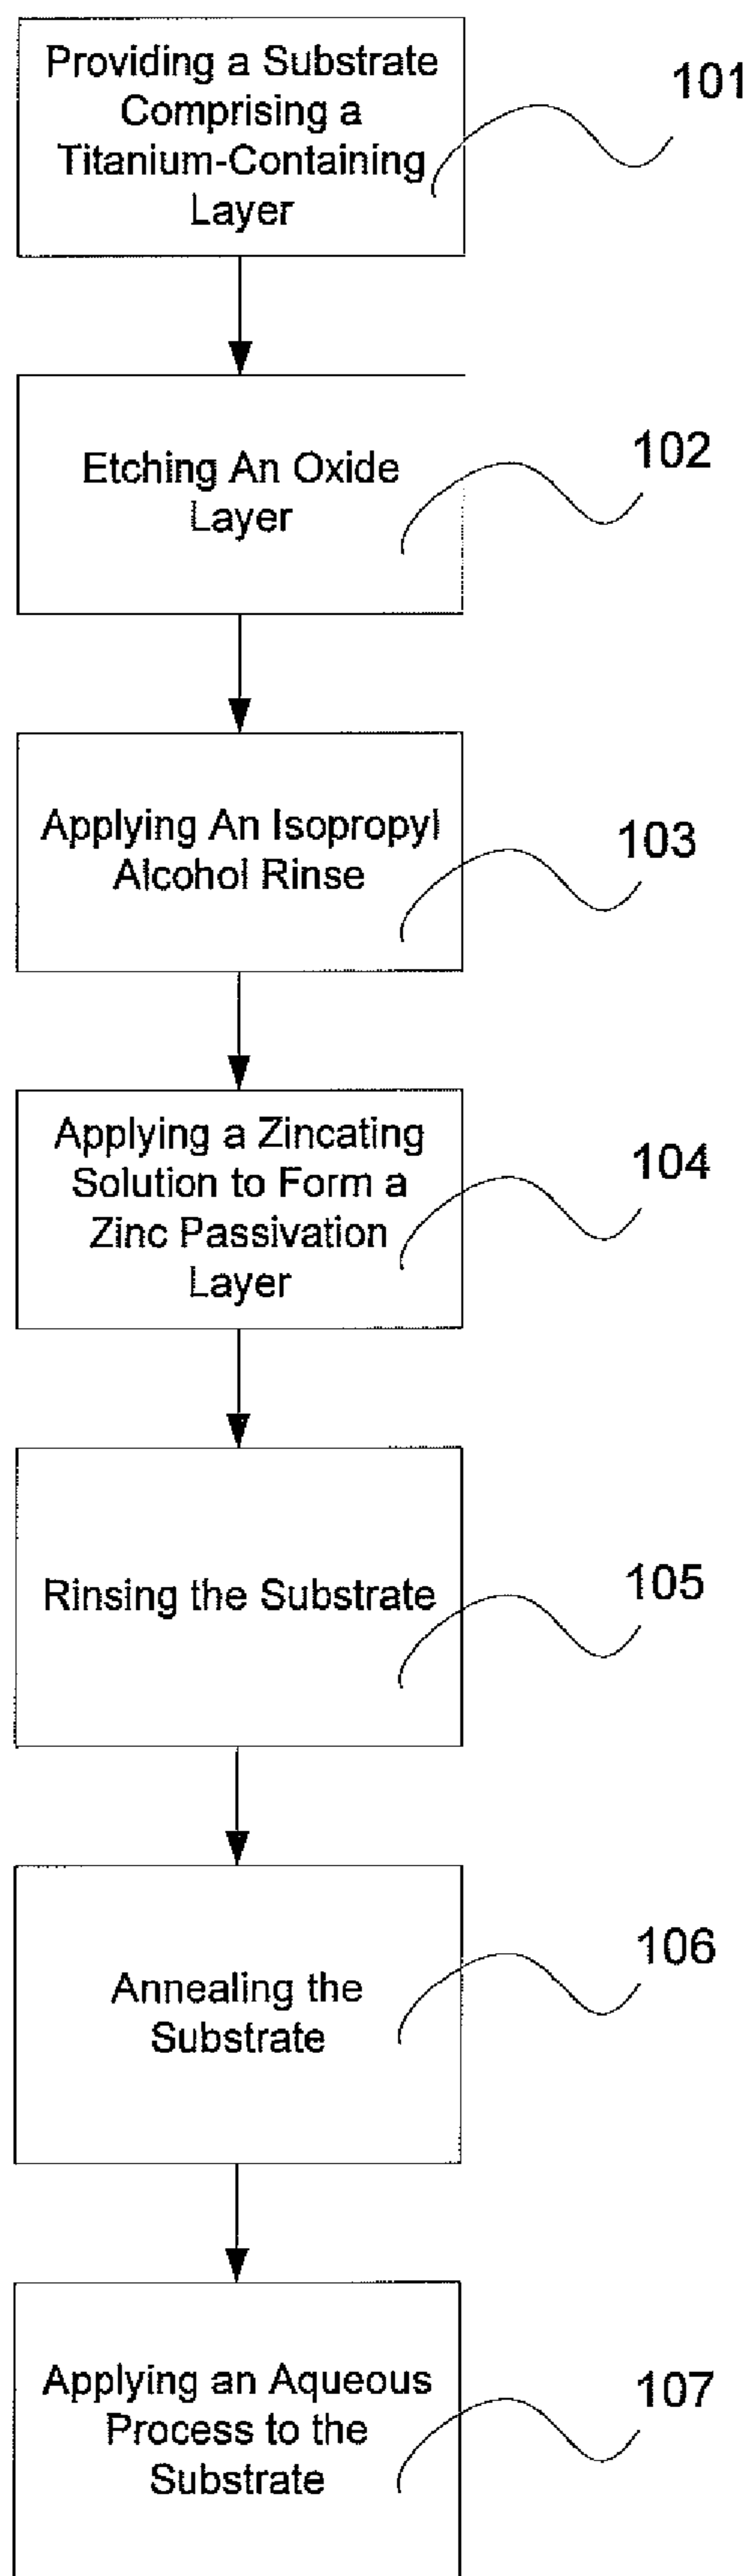 Providing a Substrate
Comprising a
Titanium-Containing
Layer
101
Etching An Oxide
Layer
102
Applying An Isopropyl
Alcohol Rinse
103
Applying a Zincating
Solution to Form a
Zinc Passivation
Layer
104
Rinsing the Substrate
105
Annealing the
Substrate
106
Applying an Aqueous
Process to the
Substrate
107